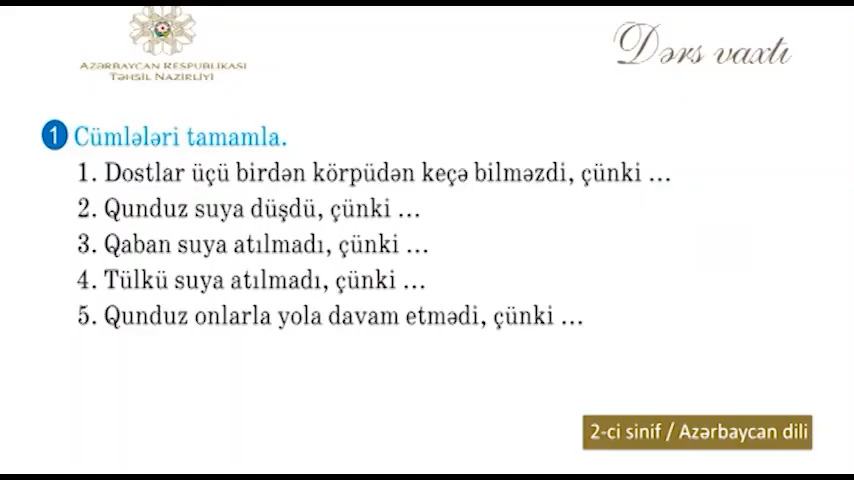 AZƏRBAYCAN RESPUBLIKASI
TƏHSIL NAZIRLIYI
Dərs vaxtı
1 Cümlələri tamamla.
1. Dostlar üçü birdən körpüdən keçə bilməzdi, çünki ...
2. Qunduz suya düşdü, çünki ...
3. Qaban suya atılmadı, çünki ...
4. Tülkü suya atılmadı, çünki ...
5. Qunduz onlarla yola davam etmədi, çünki ...
2-ci sinif / Azərbaycan dili